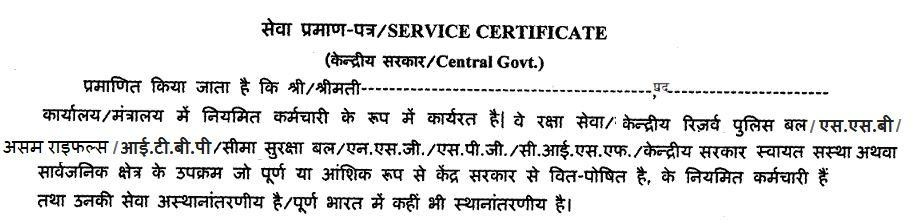 सेवा प्रमाण-पत्र/SERVICE CERTIFICATE
(केन्द्रीय सरकार/Central Govt.)
प्रमाणित किया जाता है कि श्री/श्रीमती--------------------------------------------,पद-------------------------
कार्यालय/मंत्रालय में नियमित कर्मचारी के रूप में कार्यरत है| वे रक्षा सेवा/ केन्द्रीय रिज़र्व पुलिस बल/एस.एस.बी/
असम राइफल्स/आई.टी.बी.पी/सीमा सुरक्षा बल/एन.एस.जी./एस.पी.जी./सी.आई.एस.एफ./केन्द्रीय सरकार स्वायत सस्था अथवा
सार्वजनिक क्षेत्र के उपक्रम जो पूर्ण या आंशिक रूप से केंद्र सरकार से वित-पोषित है, के नियमित कर्मचारी हैं
तथा उनकी सेवा अस्थानांतरणीय है/पूर्ण भारत में कहीं भी स्थानांतरणीय है।